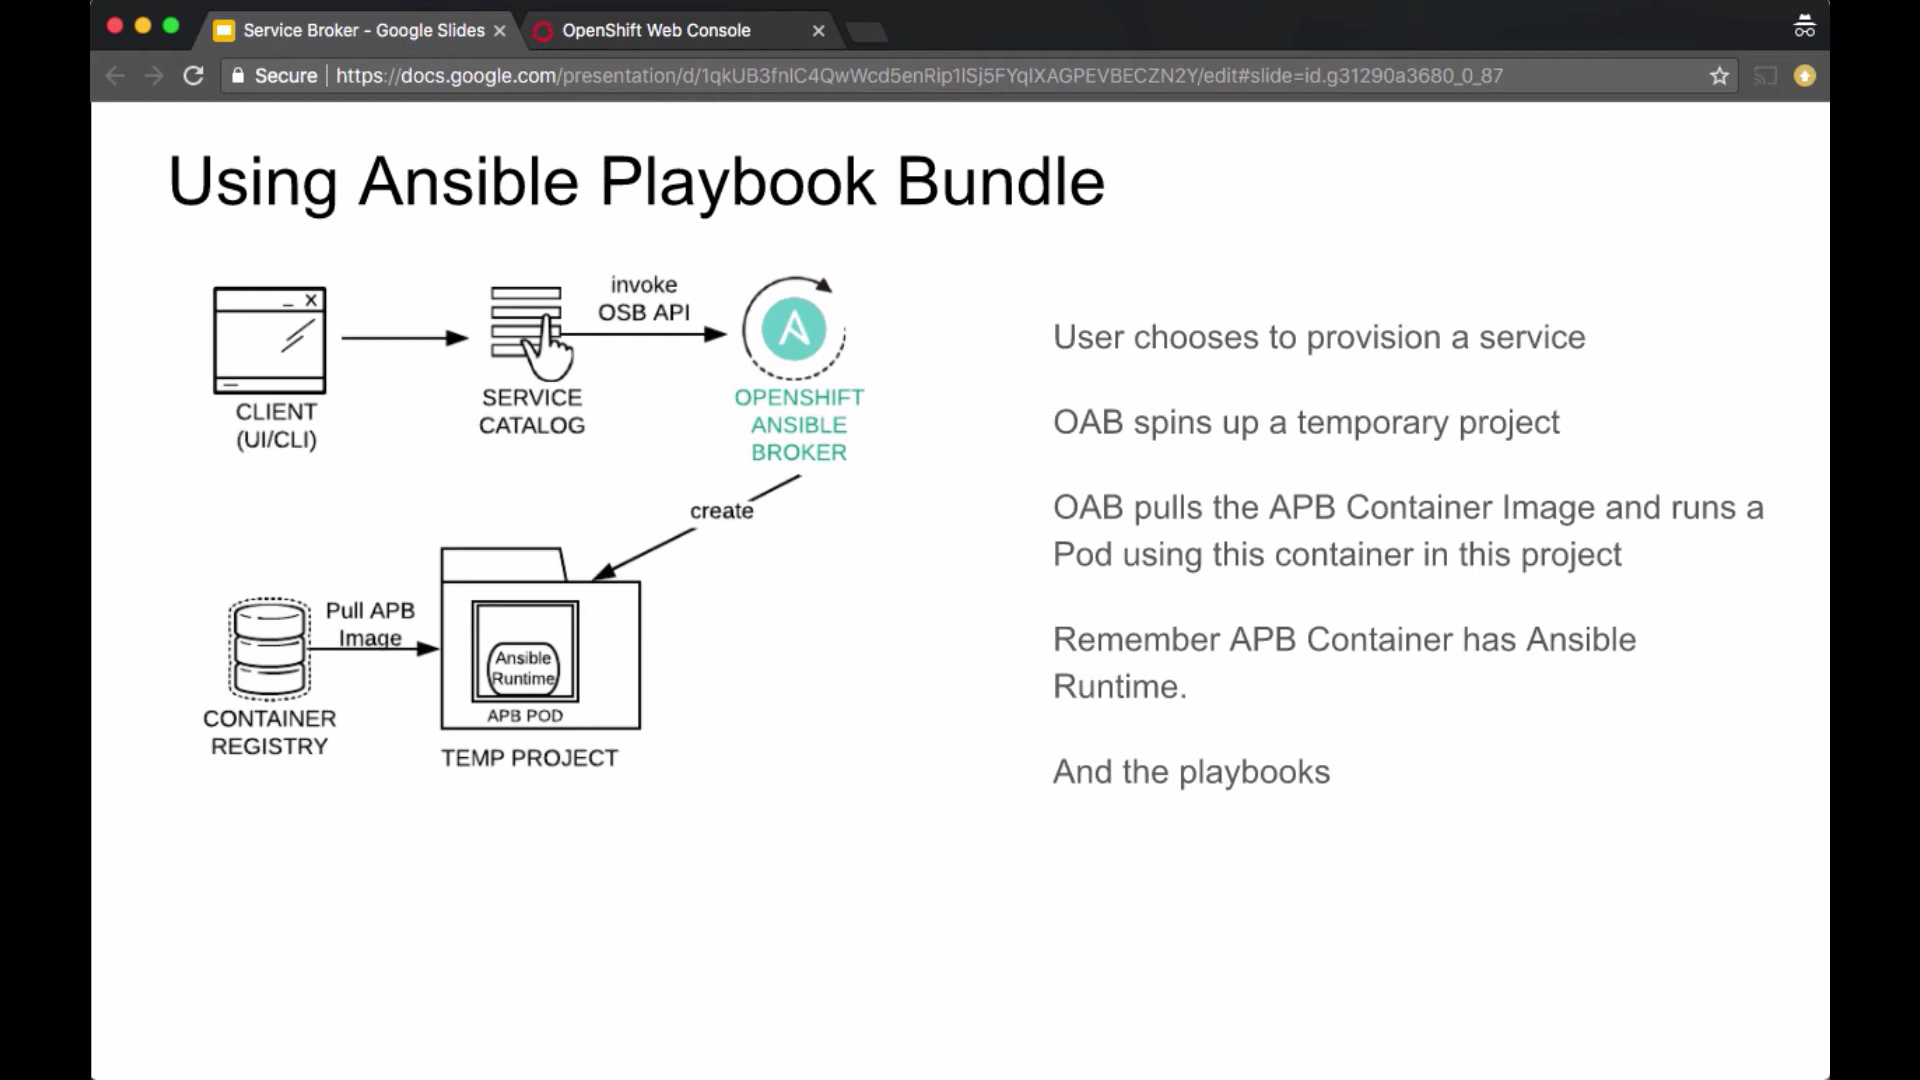 Service Broker - Google Slides
OpenShift Web Console
Secure
https://docs.google.com/presentation/d/1qkUB3fnlC4QwWcd5enRip1lSj5FYqlXAGPEVBECZN2Y/edit#slide=id.g31290a3680_0_87
Using Ansible Playbook Bundle
invoke
OSB API
CLIENT
(UI/CLI)
SERVICE
CATALOG
OPENSHIFT
ANSIBLE
BROKER
create
Pull APB
Image
Ansible
Runtime
APB POD
CONTAINER
REGISTRY
TEMP PROJECT
User chooses to provision a service
OAB spins up a temporary project
OAB pulls the APB Container Image and runs a
Pod using this container in this project
Remember APB Container has Ansible
Runtime.
And the playbooks